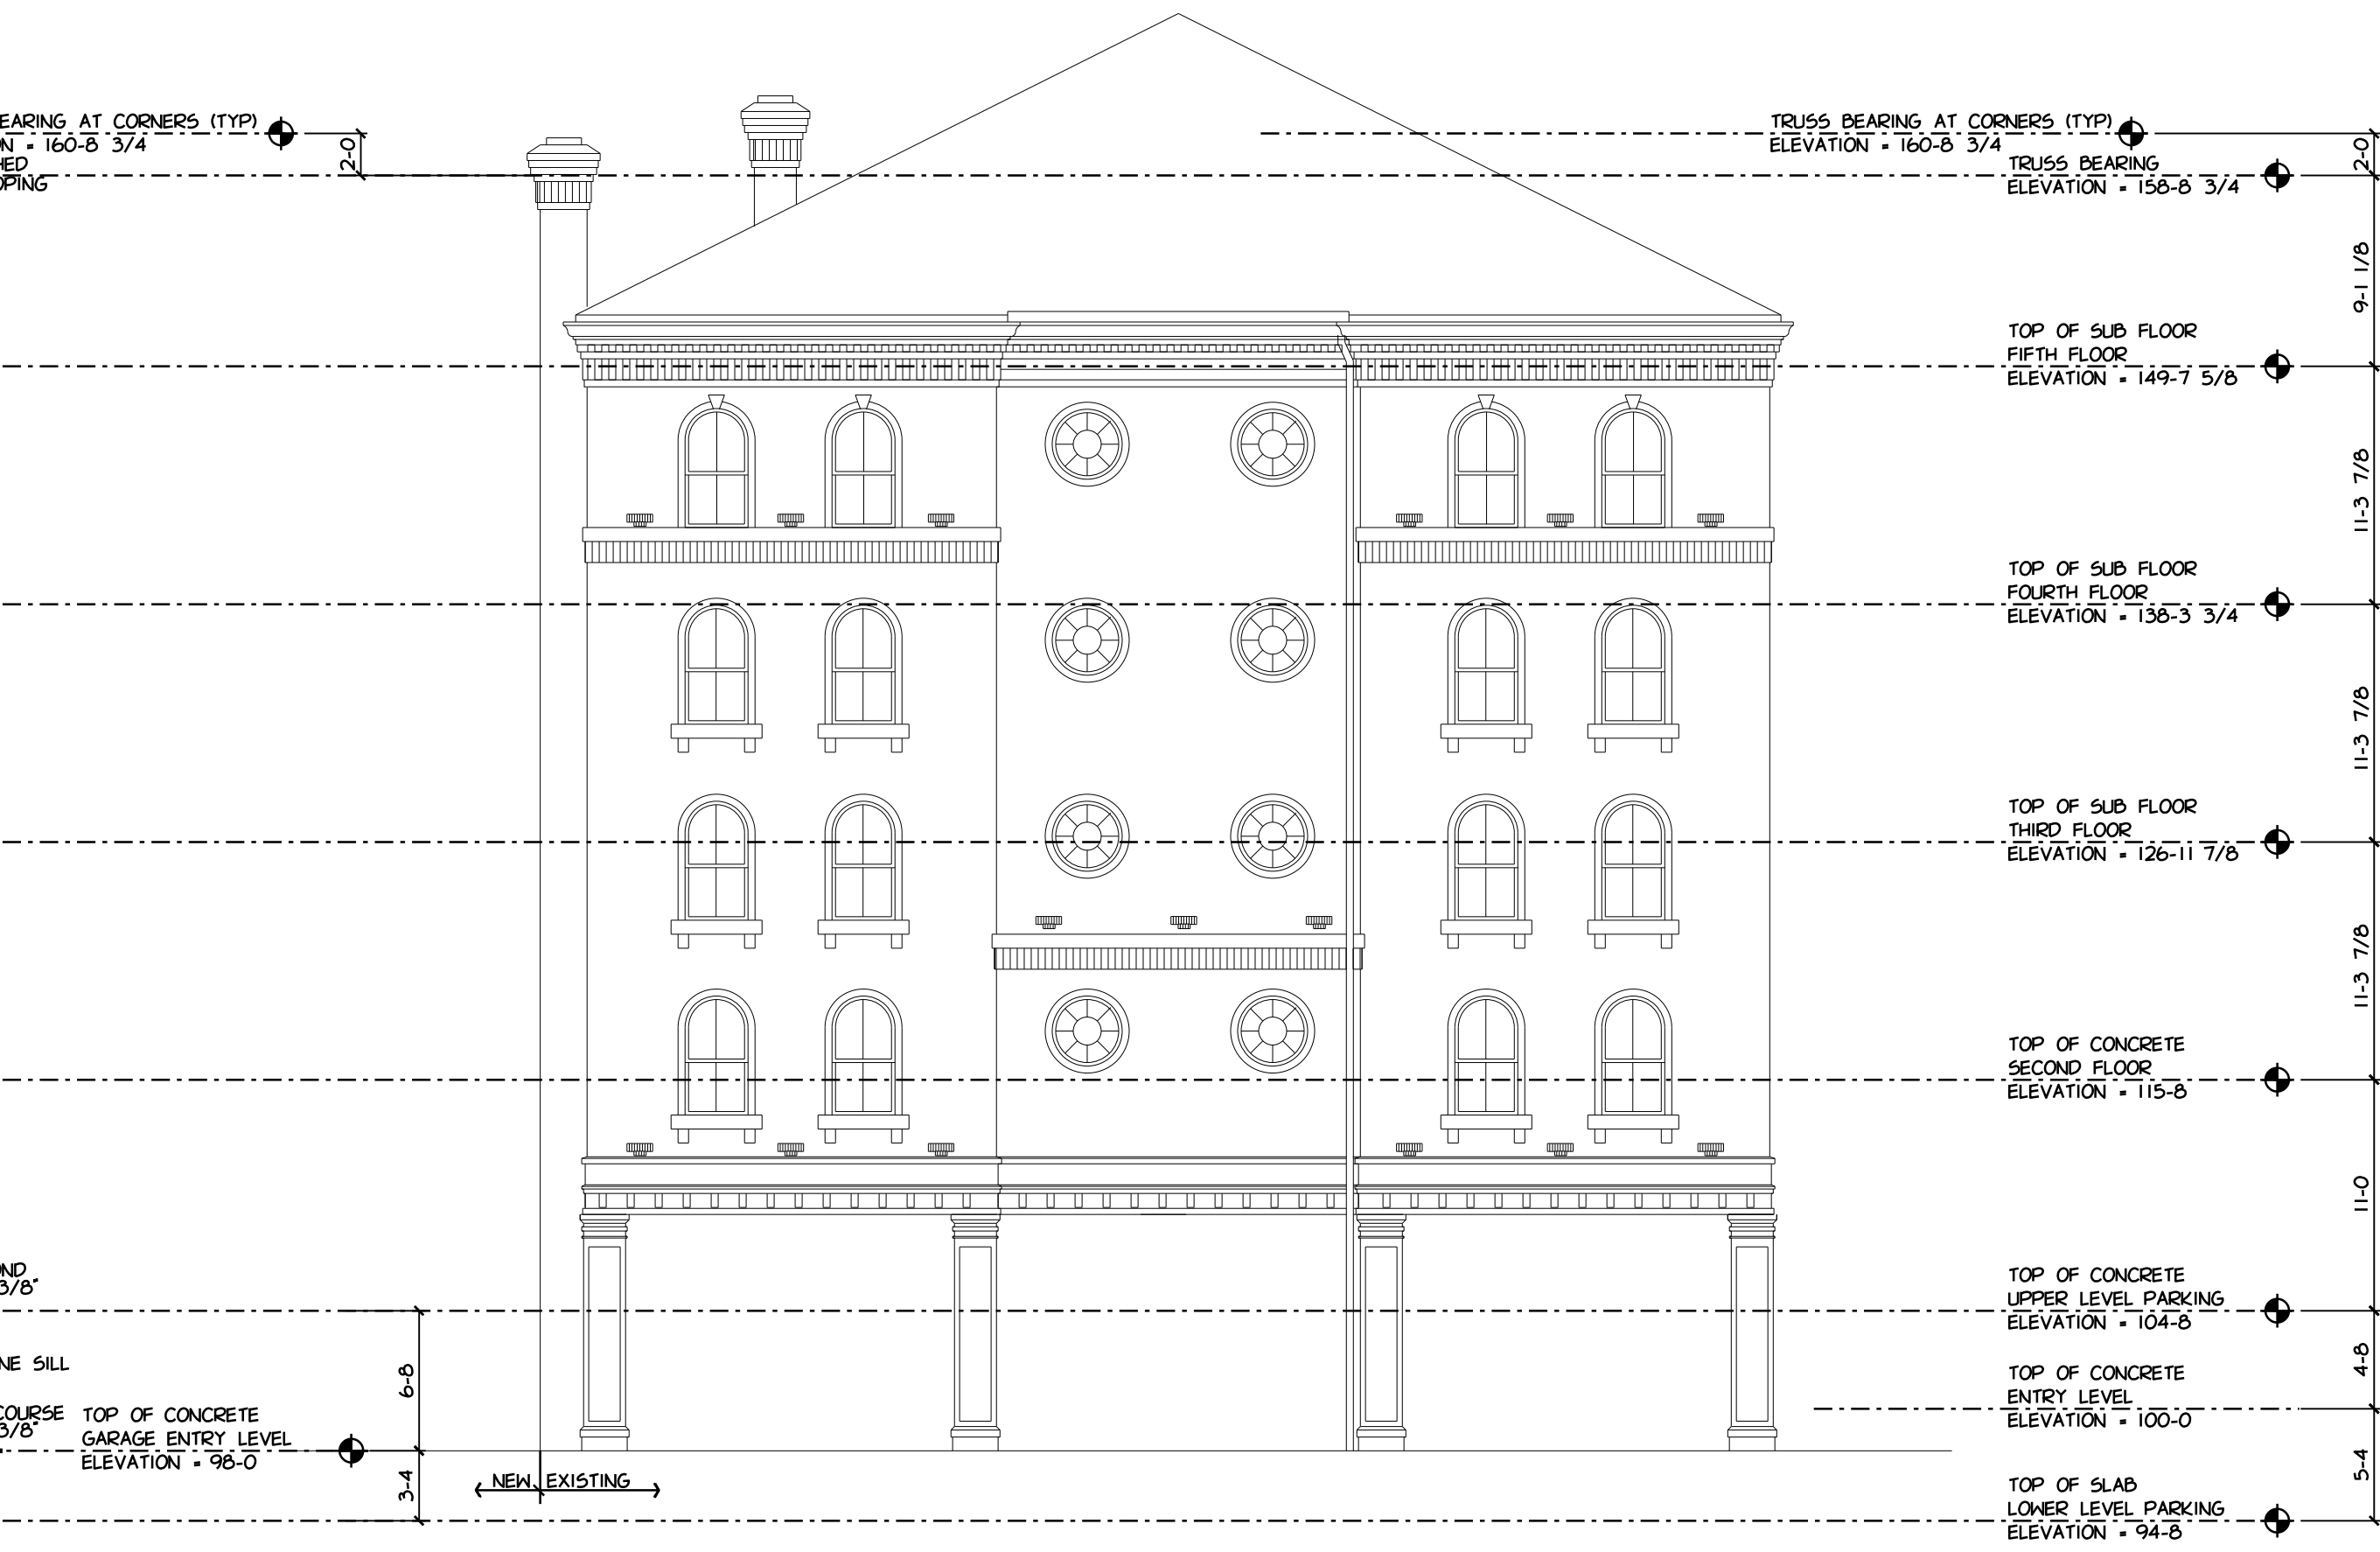 EARING AT CORNERS (TYP)
N = 160-8 3/4
HED
OPING
2-0
TRUSS BEARING AT CORNERS (TYP)
ELEVATION = 160-8 3/4
TRUSS BEARING
ELEVATION = 158-8 3/4
2-0
9-1 1/8
TOP OF SUB FLOOR
FIFTH FLOOR
ELEVATION = 149-7 5/8
11-3 7/8
TOP OF SUB FLOOR
FOURTH FLOOR
ELEVATION = 138-3 3/4
11-3 7/8
TOP OF SUB FLOOR
THIRD FLOOR
ELEVATION = 126-11 7/8
11-3 7/8
TOP OF CONCRETE
SECOND FLOOR
ELEVATION = 115-8
11-0
OND
3/8"
TOP OF CONCRETE
UPPER LEVEL PARKING
ELEVATION = 104-8
NE SILL
6-8
4-8
TOP OF CONCRETE
ENTRY LEVEL
ELEVATION = 100-0
COURSE
3/8"
TOP OF CONCRETE
GARAGE ENTRY LEVEL
ELEVATION = 98-0
3-4
NEW EXISTING
5-4
TOP OF SLAB
LOWER LEVEL PARKING
ELEVATION = 94-8